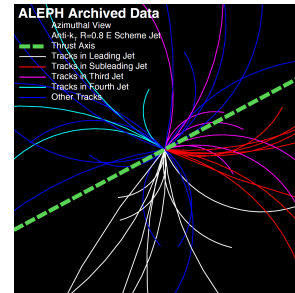 ALEPH Archived Data
Azimuthal View
Anti-kt, R=0.8 E Scheme Jet
Thrust Axis
Tracks in Leading Jet
Tracks in Subleading Jet
Tracks in Third Jet
Tracks in Fourth Jet
Other Tracks